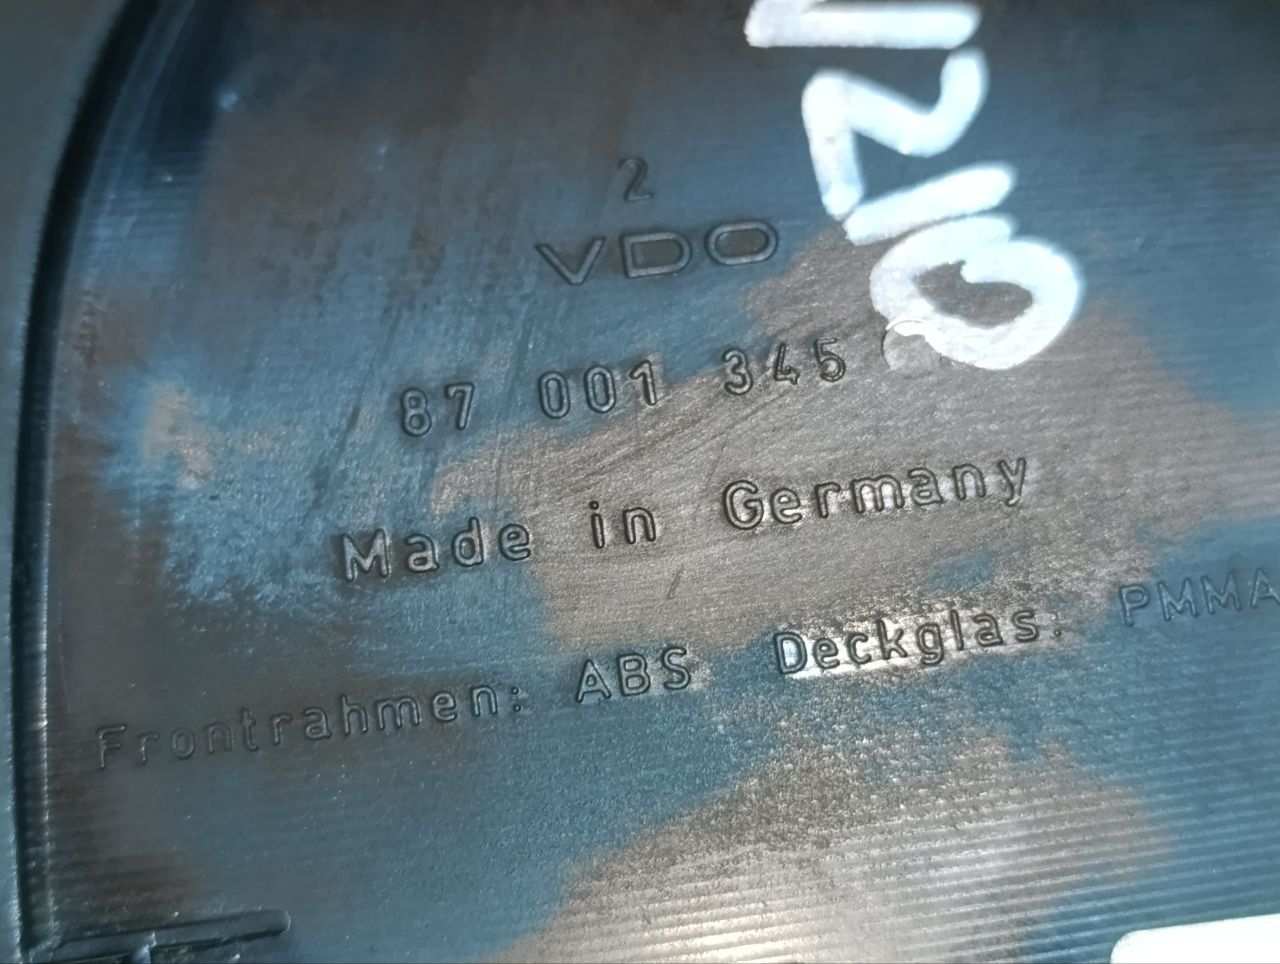 2
VDO
87 001 345
Made in Germany
Frontrahmen: ABS Deckglas: PMMA